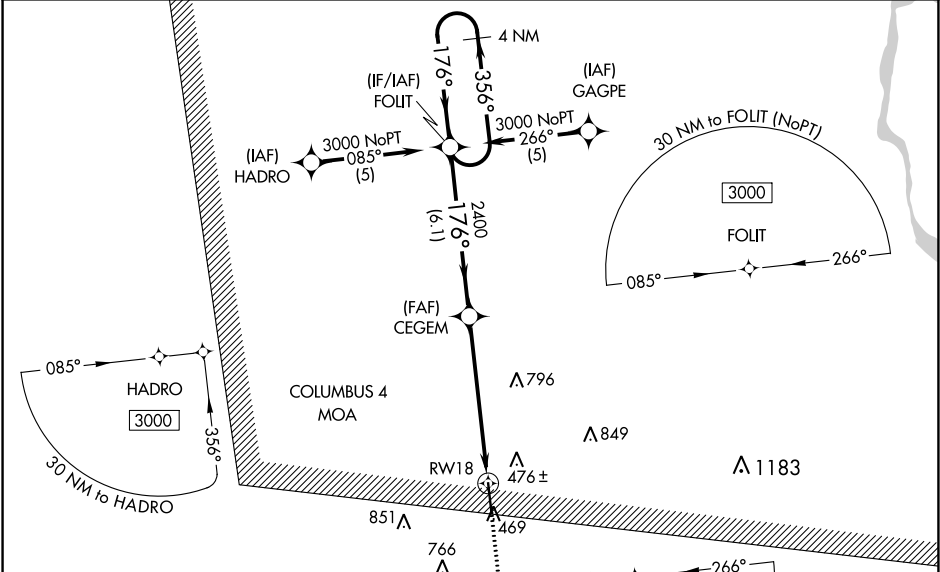 4 NM
176°
356°
(IF/IAF)
FOLIT
(IAF)
GAGPE
3000 NoPT
266°
(5)
(IAF)
HADRO
3000 NoPT
085°
(5)
30 NM to FOLIT (NoPT)
3000
FOLIT
085°
266°
2400
176°
(6.1)
(FAF)
CEGEM
085°
HADRO
3000
356°
30 NM to HADRO
COLUMBUS 4
MOA
796
849
1183
RW18
476 ±
469
851
766
266°